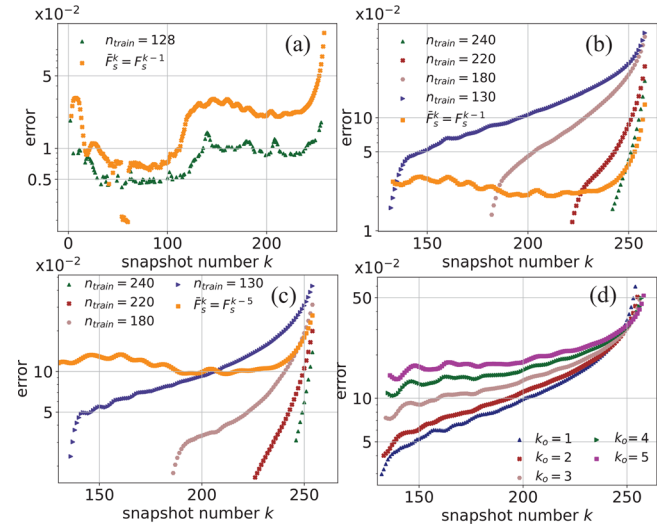 x10⁻²
n_train = 128
F̃_s^k = F_s^{k−1}
(a)
5
1
0.5
error
0
100
200
snapshot number k
x10⁻²
n_train = 240
n_train = 220
n_train = 180
n_train = 130
F̃_s^k = F_s^{k−1}
(b)
10
5
1
error
150
200
250
snapshot number k
x10⁻²
n_train = 240
n_train = 220
n_train = 180
n_train = 130
F̃_s^k = F_s^{k−5}
(c)
10
5
error
150
200
250
snapshot number k
x10⁻²
(d)
50
10
5
error
k_o = 1
k_o = 2
k_o = 3
k_o = 4
k_o = 5
150
200
250
snapshot number k